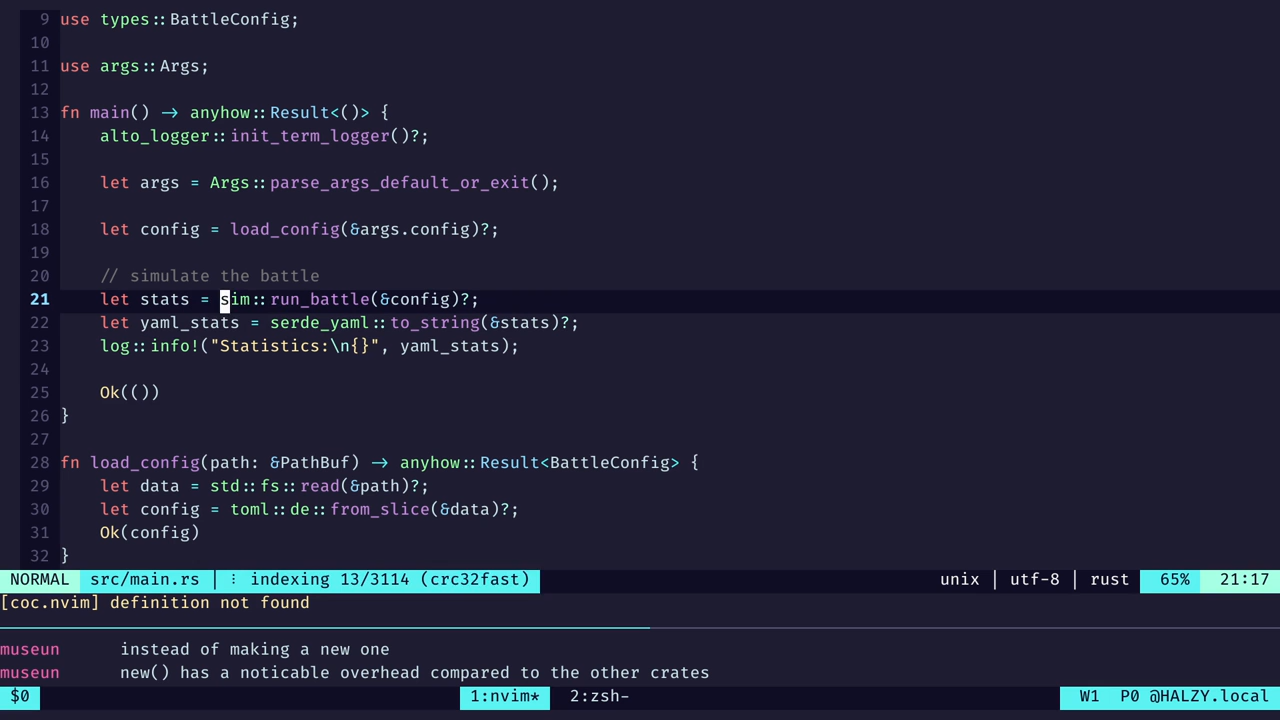 9 use types::BattleConfig;
10
11 use args::Args;
12
13 fn main() -> anyhow::Result<()> {
14     alto_logger::init_term_logger()?;
15
16     let args = Args::parse_args_default_or_exit();
17
18     let config = load_config(&args.config)?;
19
20     // simulate the battle
21     let stats = sim::run_battle(&config)?;
22     let yaml_stats = serde_yaml::to_string(&stats)?;
23     log::info!("Statistics:\n{}", yaml_stats);
24
25     Ok(())
26 }
27
28 fn load_config(path: &PathBuf) -> anyhow::Result<BattleConfig> {
29     let data = std::fs::read(&path)?;
30     let config = toml::de::from_slice(&data)?;
31     Ok(config)
32 }
NORMAL src/main.rs | ⋮ indexing 13/3114 (crc32fast) unix | utf-8 | rust 65% 21:17
[coc.nvim] definition not found
museun instead of making a new one
museun new() has a noticable overhead compared to the other crates
$0 1:nvim* 2:zsh- W1 P0 @HALZY.local